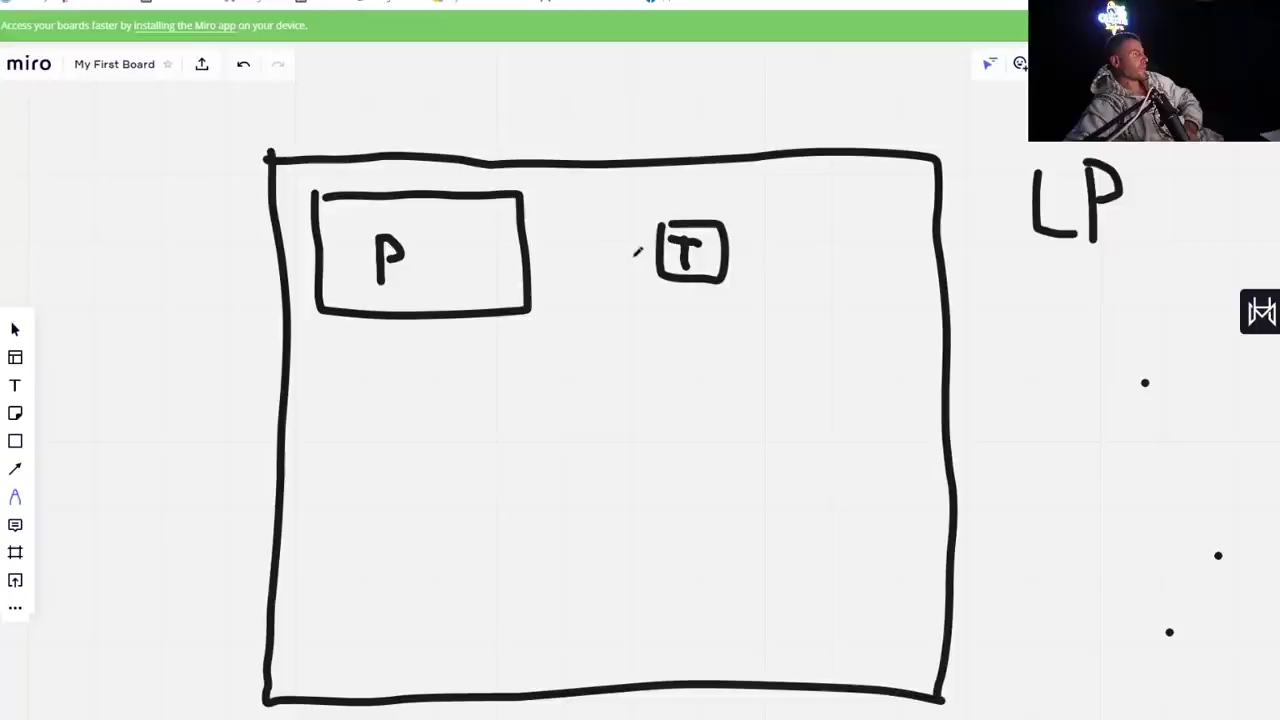 Access your boards faster by installing the Miro app on your device.
miro My First Board
LP
P T
T